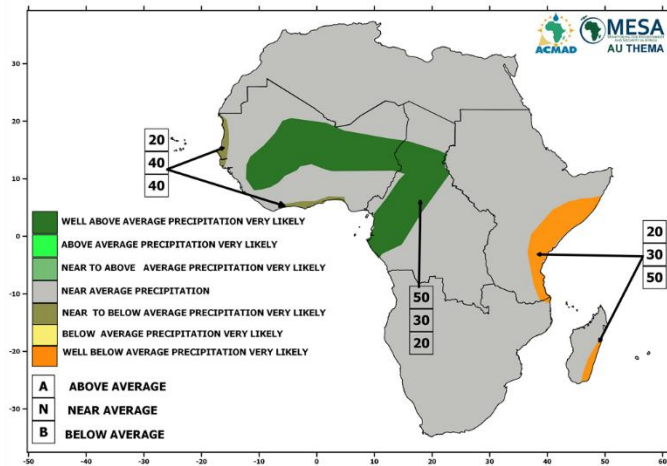 ACMAD
MESA
AU THEMA
30
20
10
0
-10
-20
-30
-50
-40
-30
-20
-10
0
10
20
30
40
50
60
20
40
40
50
30
20
20
30
50
WELL ABOVE AVERAGE PRECIPITATION VERY LIKELY
ABOVE AVERAGE PRECIPITATION VERY LIKELY
NEAR TO ABOVE AVERAGE PRECIPITATION VERY LIKELY
NEAR AVERAGE PRECIPITATION
NEAR TO BELOW AVERAGE PRECIPITATION VERY LIKELY
BELOW AVERAGE PRECIPITATION VERY LIKELY
WELL BELOW AVERAGE PRECIPITATION VERY LIKELY
A ABOVE AVERAGE
N NEAR AVERAGE
B BELOW AVERAGE